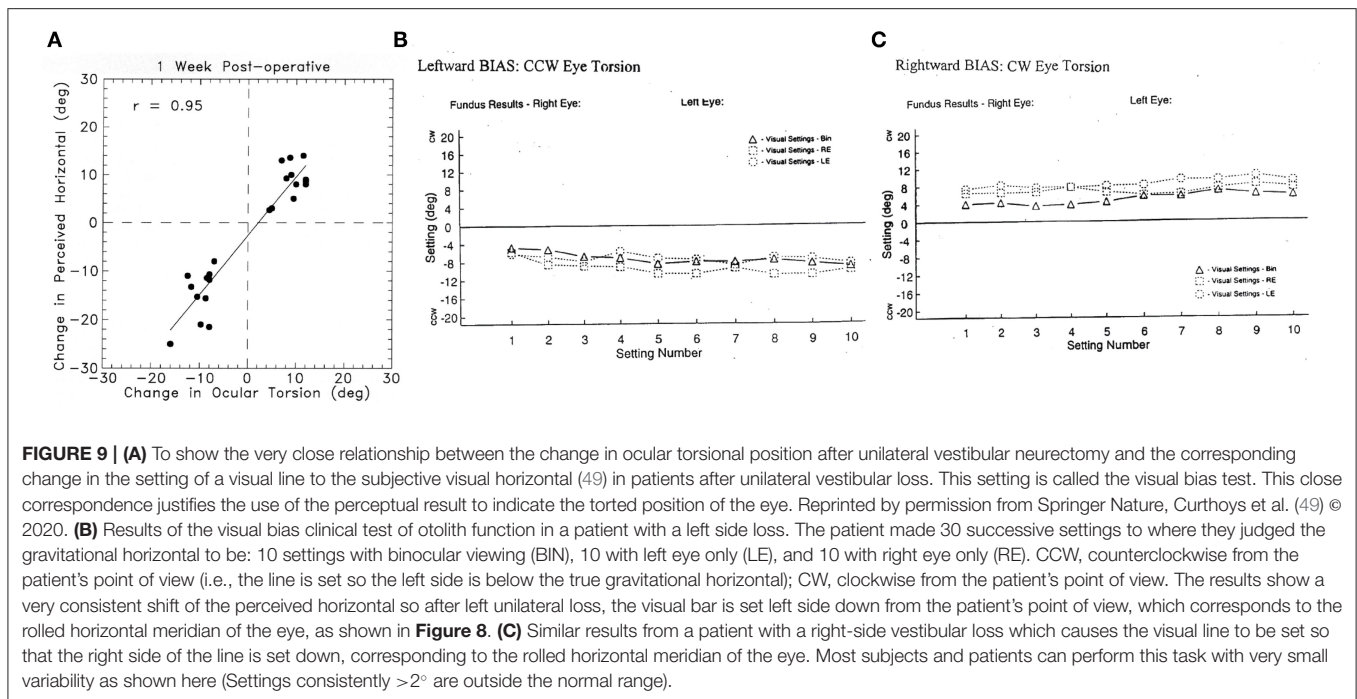 A
1 Week Post-operative
r = 0.95
Change in Perceived Horizontal (deg)
30
20
10
0
-10
-20
-30
-30 -20 -10 0 10 20 30
Change in Ocular Torsion (deg)
B
Leftward BIAS: CCW Eye Torsion
Fundus Results - Right Eye: Left Eye:
- Visual Settings - Bin
- Visual Settings - RE
- Visual Settings - LE
Setting (deg)
CW 20
16
12
8
4
0
-4
-8
-12
-16
CCW -20
1 2 3 4 5 6 7 8 9 10
Setting Number
C
Rightward BIAS: CW Eye Torsion
Fundus Results - Right Eye: Left Eye:
Setting (deg)
CW 20
16
12
8
4
0
-4
-8
-12
-16
CCW -20
- Visual Settings - Bin
- Visual Settings - RE
- Visual Settings - LE
1 2 3 4 5 6 7 8 9 10
Setting Number
FIGURE 9 | (A) To show the very close relationship between the change in ocular torsional position after unilateral vestibular neurectomy and the corresponding
change in the setting of a visual line to the subjective visual horizontal (49) in patients after unilateral vestibular loss. This setting is called the visual bias test. This close
correspondence justifies the use of the perceptual result to indicate the torted position of the eye. Reprinted by permission from Springer Nature, Curthoys et al. (49) ©
2020. (B) Results of the visual bias clinical test of otolith function in a patient with a left side loss. The patient made 30 successive settings to where they judged the
gravitational horizontal to be: 10 settings with binocular viewing (BIN), 10 with left eye only (LE), and 10 with right eye only (RE). CCW, counterclockwise from the
patient's point of view (i.e., the line is set so the left side is below the true gravitational horizontal); CW, clockwise from the patient's point of view. The results show a
very consistent shift of the perceived horizontal so after left unilateral loss, the visual bar is set left side down from the patient's point of view, which corresponds to the
rolled horizontal meridian of the eye, as shown in Figure 8. (C) Similar results from a patient with a right-side vestibular loss which causes the visual line to be set so
that the right side of the line is set down, corresponding to the rolled horizontal meridian of the eye. Most subjects and patients can perform this task with very small
variability as shown here (Settings consistently >2° are outside the normal range).